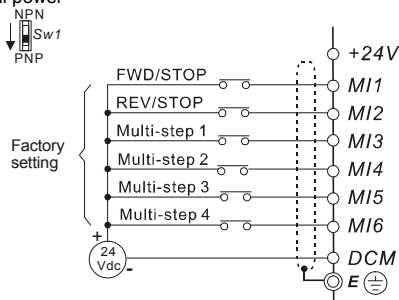 al power
NPN
Sw1
PNP
+24V
FWD/STOP
MI1
REV/STOP
MI2
Multi-step 1
MI3
Factory
setting
Multi-step 2
MI4
Multi-step 3
MI5
Multi-step 4
MI6
+
24
Vdc
-
DCM
E